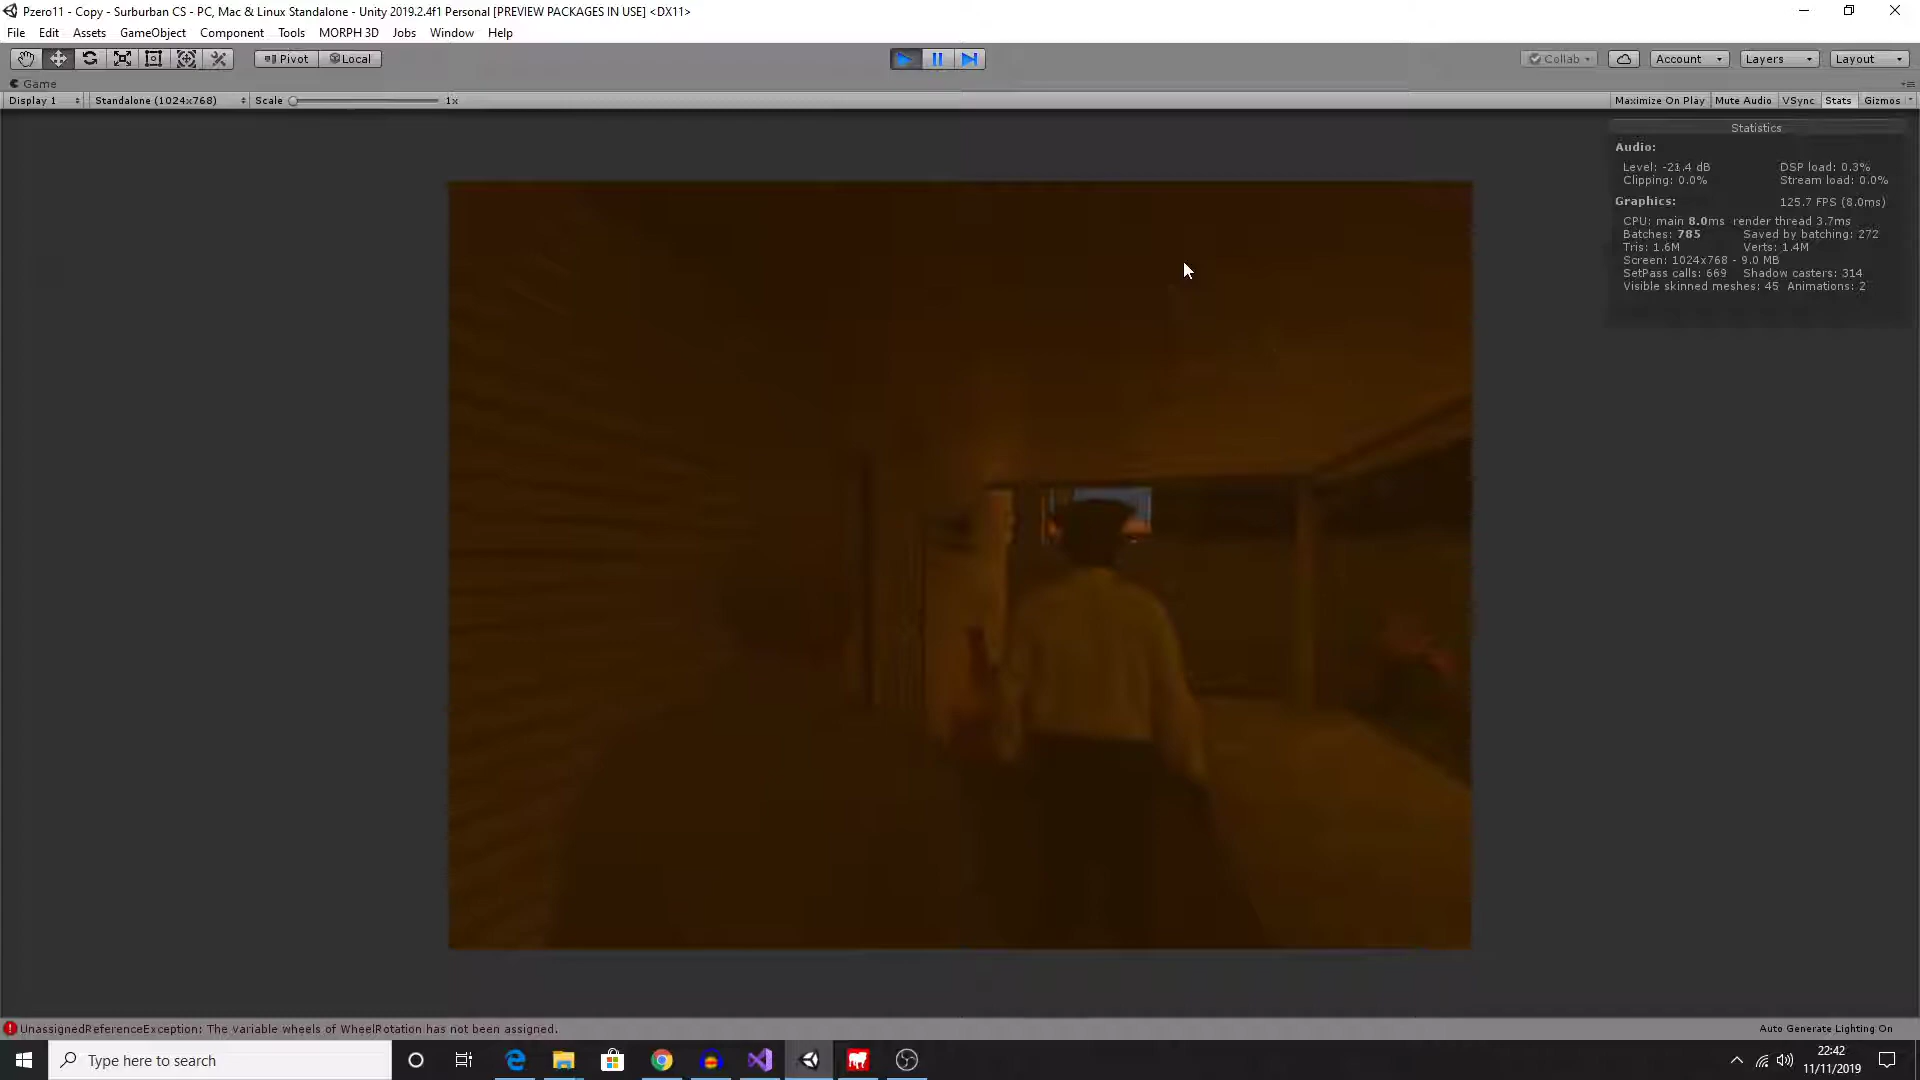 Pzero11 - Copy - Surburban CS - PC, Mac & Linux Standalone - Unity 2019.2.4f1 Personal [PREVIEW PACKAGES IN USE] <DX11>
File Edit Assets GameObject Component Tools MORPH 3D Jobs Window Help
Pivot Local Collab Account Layers Layout
Game
Display 1 Standalone (1024x768) Scale 1x Maximize On Play Mute Audio VSync Stats Gizmos
Statistics
Audio:
Level: -21.4 dB DSP load: 0.3%
Clipping: 0.0% Stream load: 0.0%
Graphics: 125.7 FPS (8.0ms)
CPU: main 8.0ms render thread 3.7ms
Batches: 785 Saved by batching: 272
Tris: 1.6M Verts: 1.4M
Screen: 1024x768 - 9.0 MB
SetPass calls: 669 Shadow casters: 314
Visible skinned meshes: 45 Animations: 2
UnassignedReferenceException: The variable wheels of WheelRotation has not been assigned.
Auto Generate Lighting On
Type here to search
22:42
11/11/2019